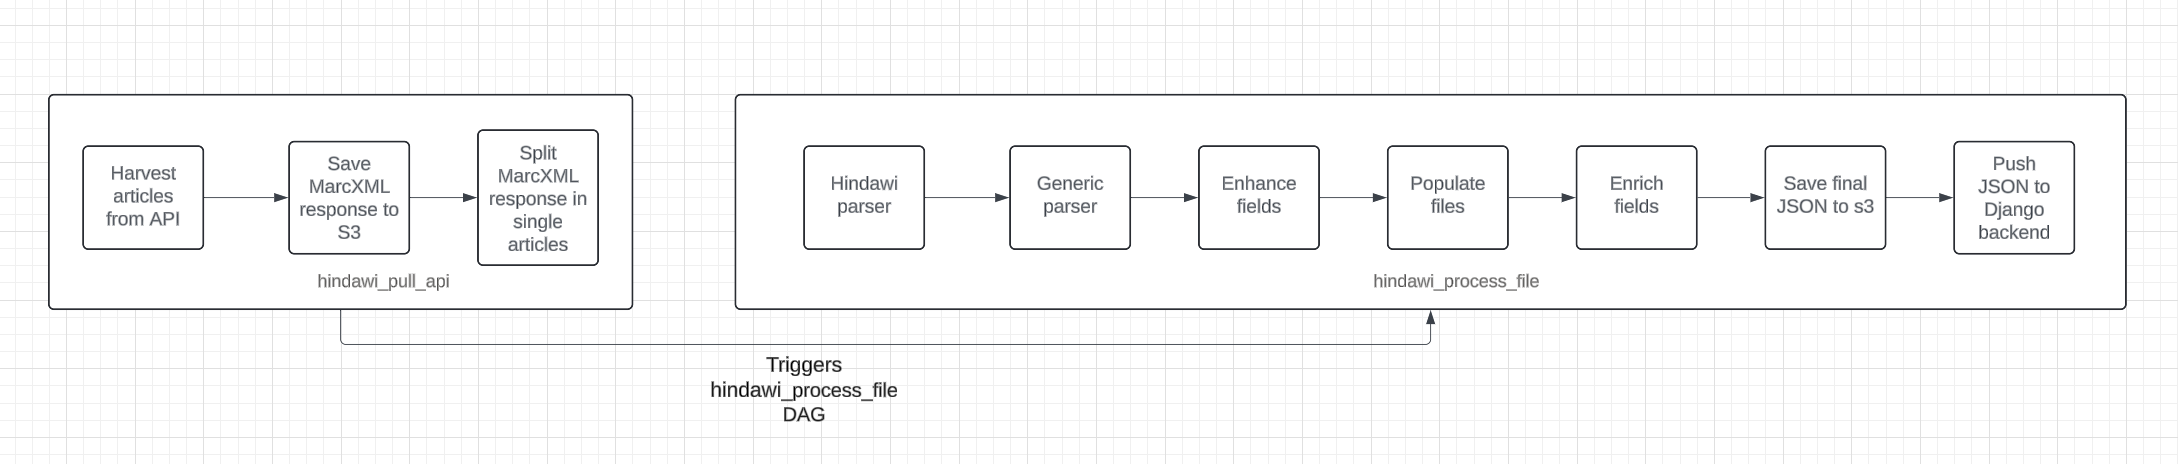 Harvest
articles
from API
Save
MarcXML
response to
S3
Split
MarcXML
response in
single
articles
hindawi_pull_api
Hindawi
parser
Generic
parser
Enhance
fields
Populate
files
Enrich
fields
Save final
JSON to s3
Push
JSON to
Django
backend
hindawi_process_file
Triggers
hindawi_process_file
DAG